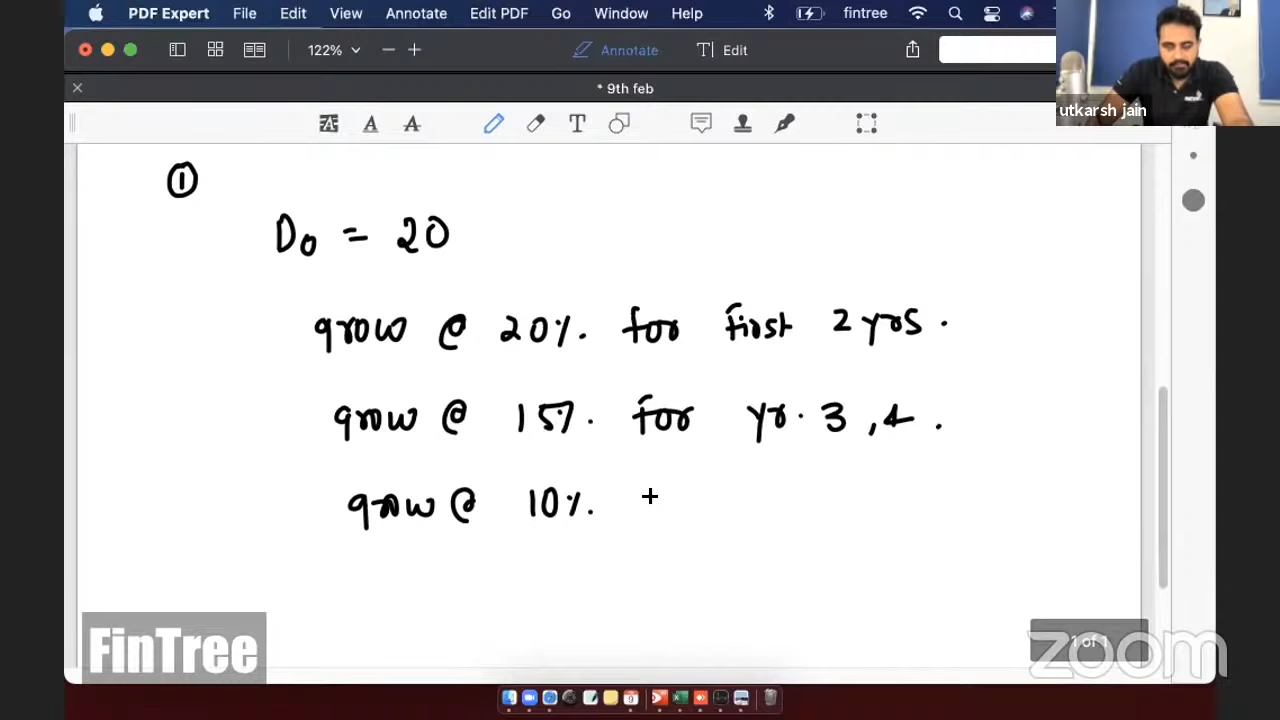 PDF Expert File Edit View Annotate Edit PDF Go Window Help fintree
122% Annotate T Edit
* 9th feb
A A A T
utkarsh jain
①
D0 = 20
grow @ 20%. for first 2 yrs.
grow @ 15%. for yr. 3, 4.
grow @ 10%.
FinTree
1 of 1
zoom